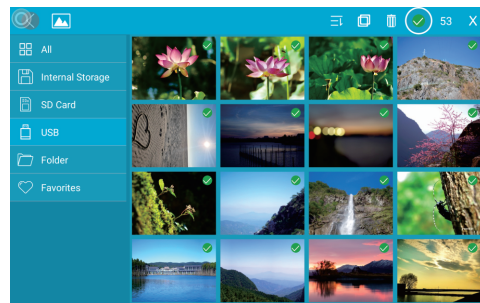 53 X
All
Internal Storage
SD Card
USB
Folder
Favorites